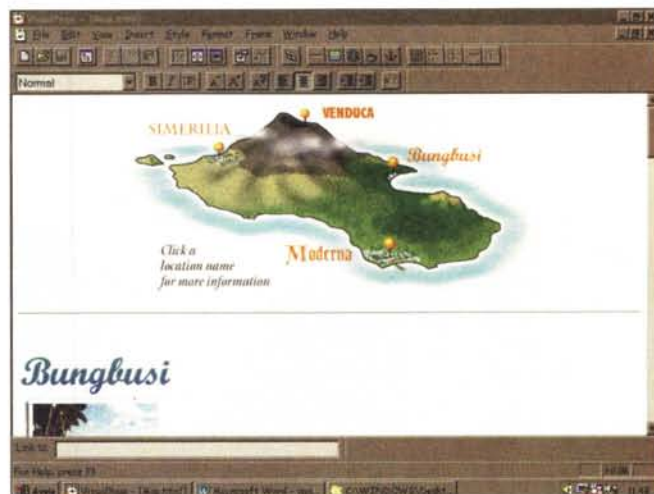 File Edit View Insert Style Format Frame Window Help
Normal
VENDUCA
SIMERILIA
Bungbusi
Moderna
Click a
location name
for more information
Bungbusi
Link to:
For Help, press F1